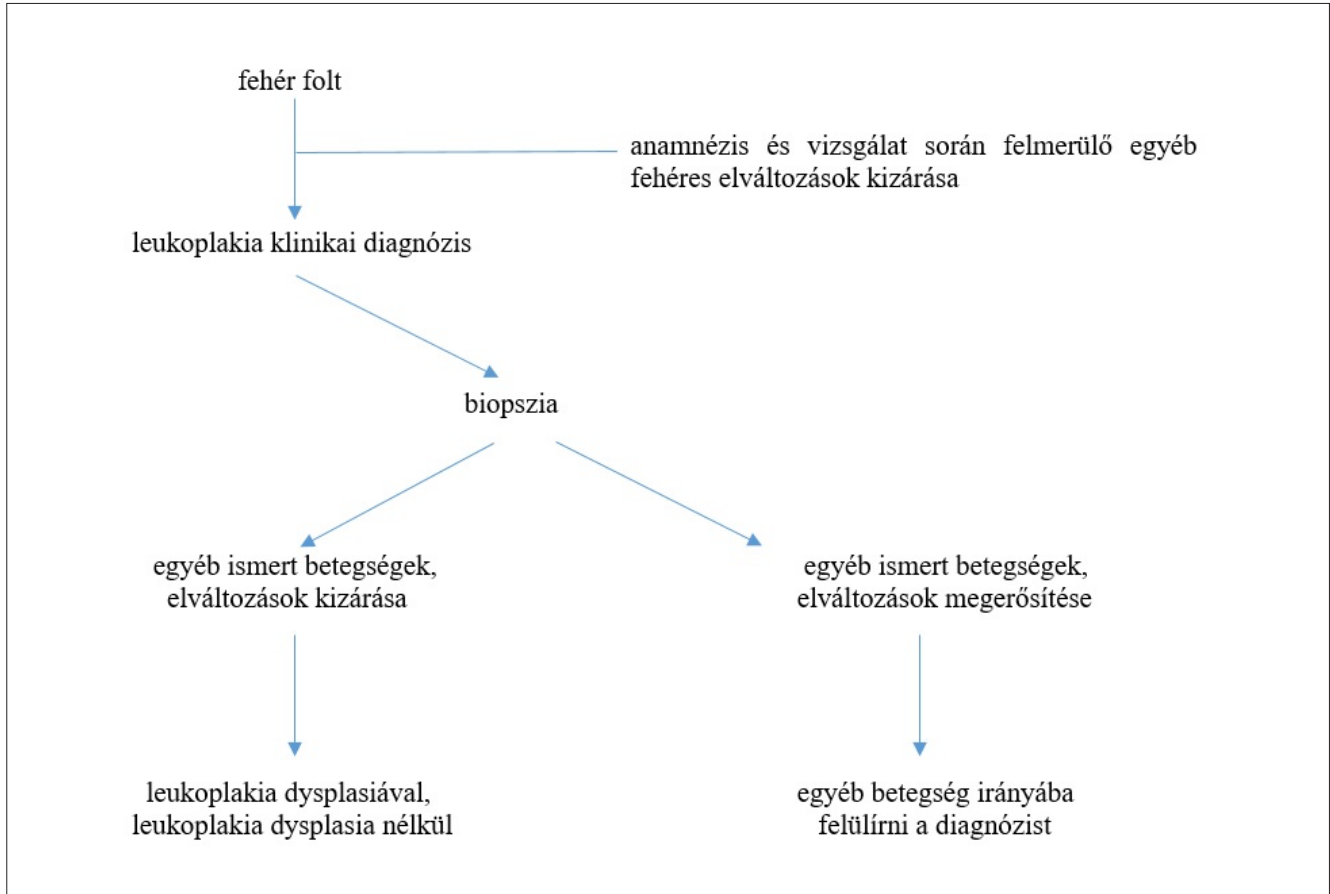 fehér folt
anamnézis és vizsgálat során felmerülő egyéb
fehéres elváltozások kizárása
leukoplakia klinikai diagnózis
biopszia
egyéb ismert betegségek,
elváltozások kizárása
egyéb ismert betegségek,
elváltozások megerősítése
leukoplakia dysplasiával,
leukoplakia dysplasia nélkül
egyéb betegség irányába
felülírni a diagnózist